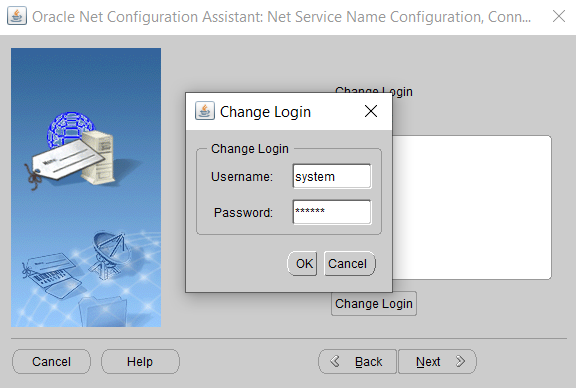 Oracle Net Configuration Assistant: Net Service Name Configuration, Conn...
Change Login
Change Login
Change Login
Username: system
Password: ******
OK Cancel
Change Login
Cancel Help Back Next